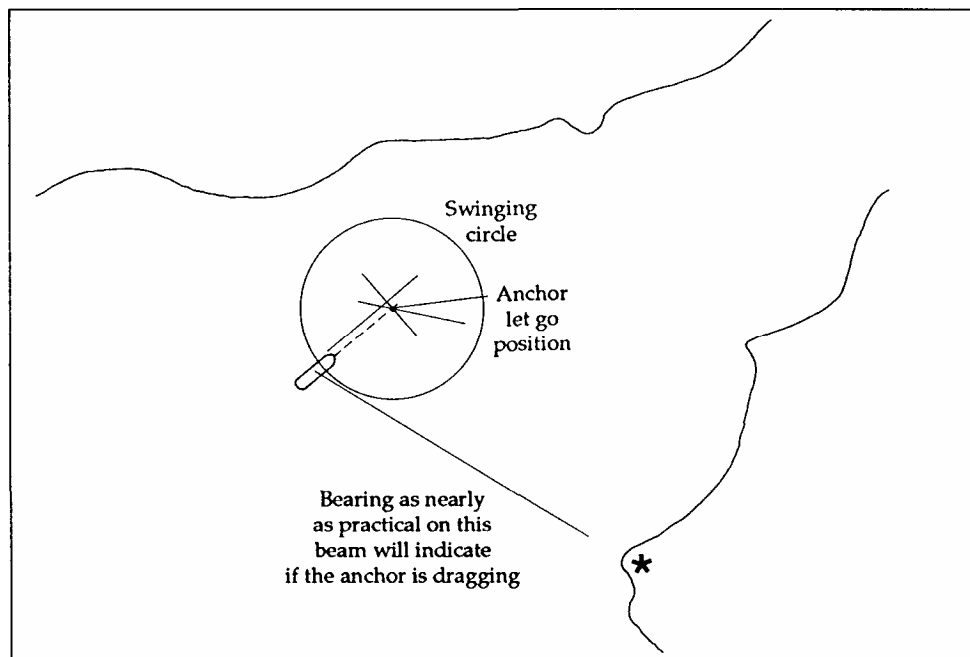 Swinging
circle
Anchor
let go
position
Bearing as nearly
as practical on this
beam will indicate
if the anchor is dragging